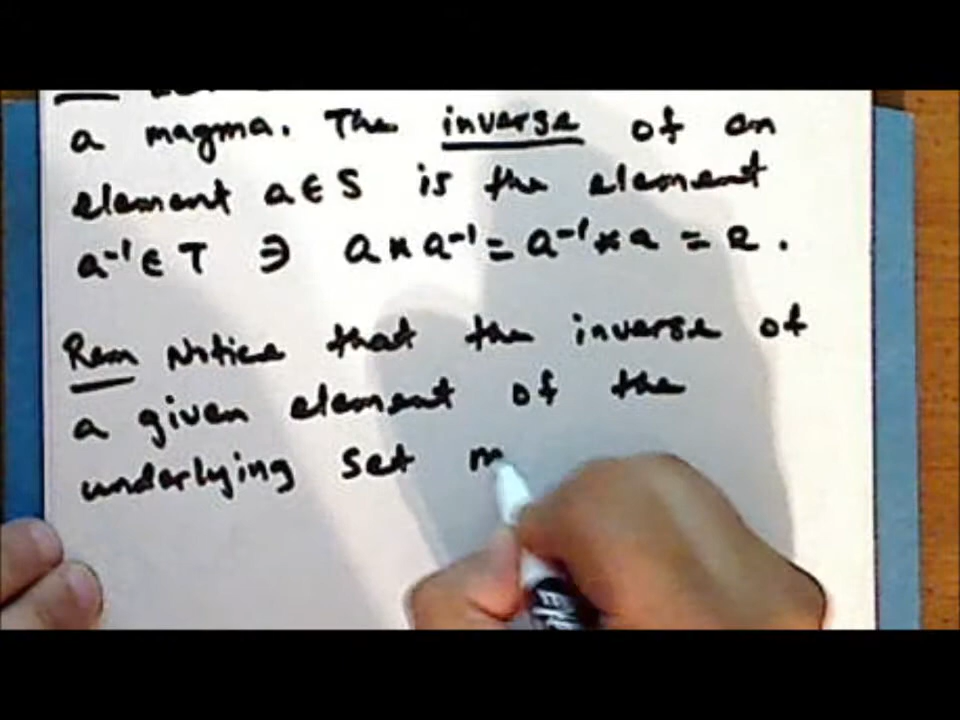 a magma. The inverse of an
element a ∈ S is the element
a⁻¹ ∈ T ∋ a * a⁻¹ = a⁻¹ * a = e.
Rem Notice that the inverse of
a given element of the
underlying set m